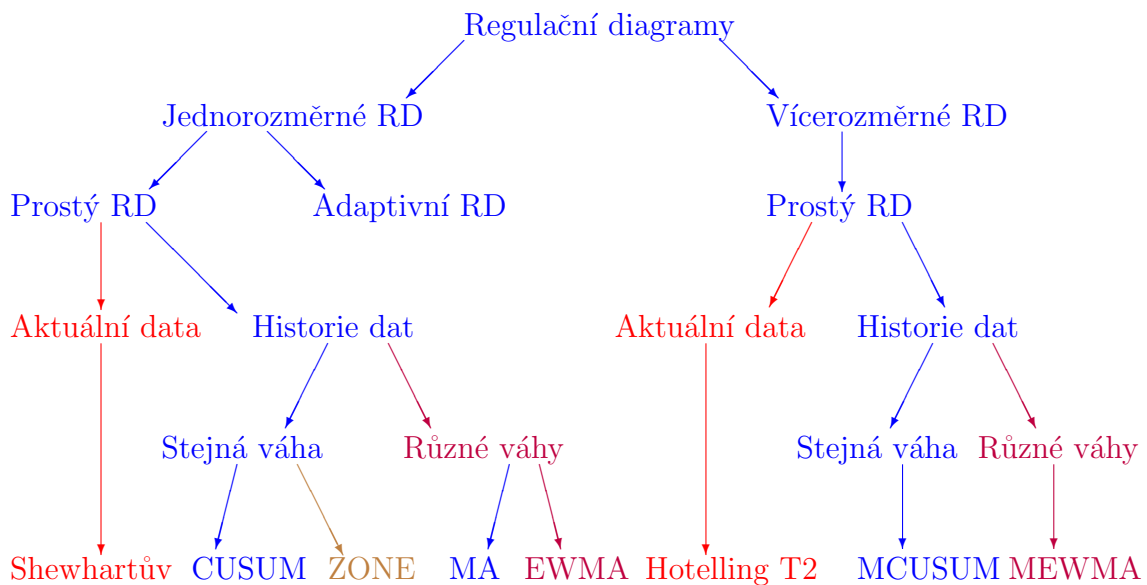 Regulační diagramy
Jednorozměrné RD Vícerozměrné RD
Prostý RD Adaptivní RD Prostý RD
Aktuální data Historie dat Aktuální data Historie dat
Stejná váha Různé váhy Stejná váha Různé váhy
Shewhartův CUSUM ZONE MA EWMA Hotelling T2 MCUSUM MEWMA